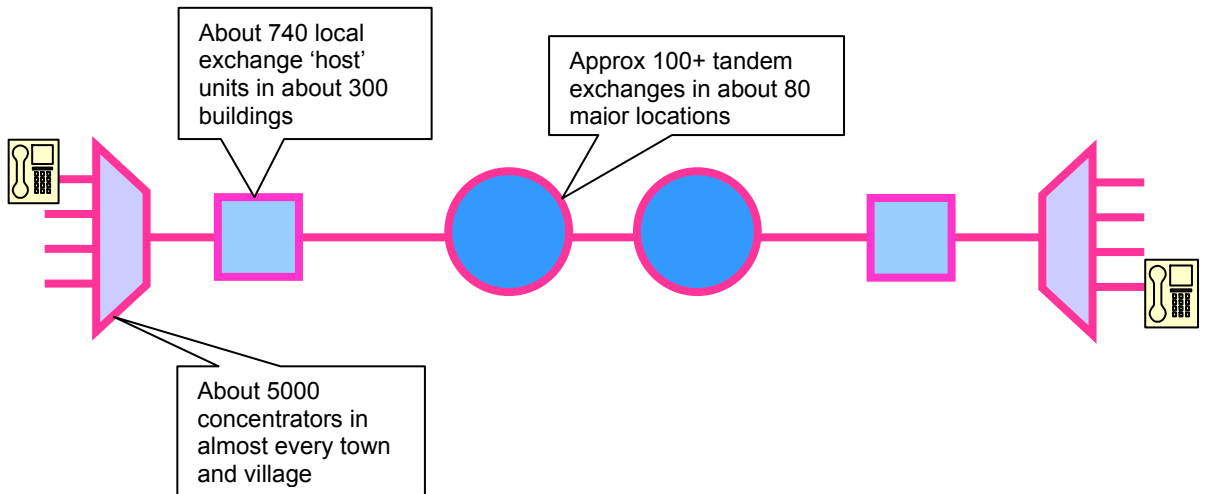 About 740 local
exchange ‘host’
units in about 300
buildings
Approx 100+ tandem
exchanges in about 80
major locations
About 5000
concentrators in
almost every town
and village